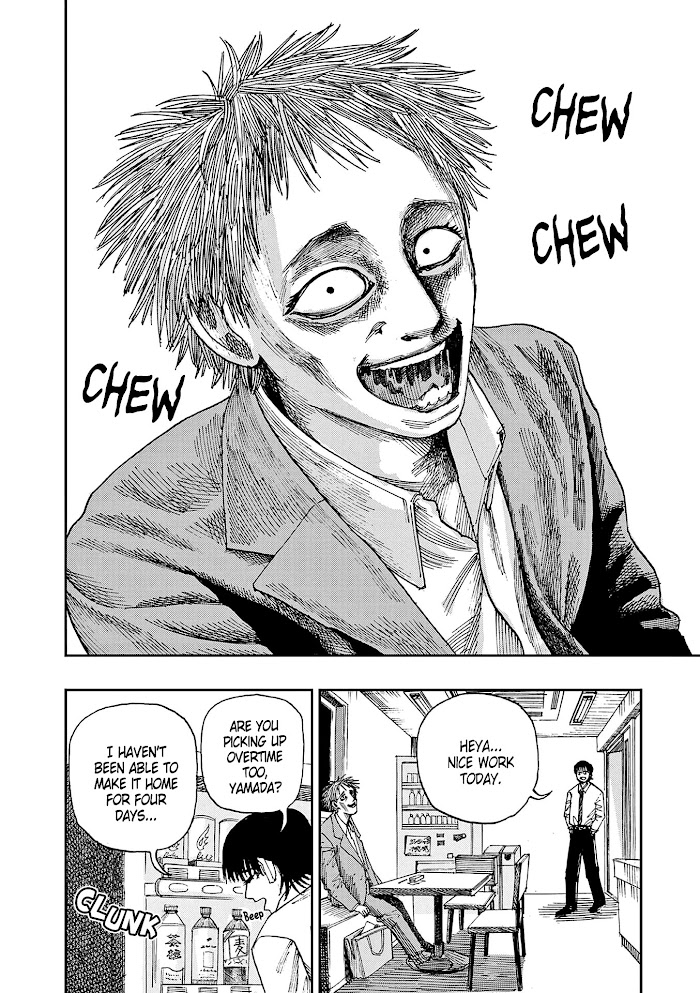 CHEW
CHEW
CHEW
HEYA...
NICE WORK
TODAY.
ARE YOU
PICKING UP
OVERTIME
TOO,
YAMADA?
I HAVEN'T
BEEN ABLE TO
MAKE IT HOME
FOR FOUR
DAYS...
Beep
CLUNK
麦